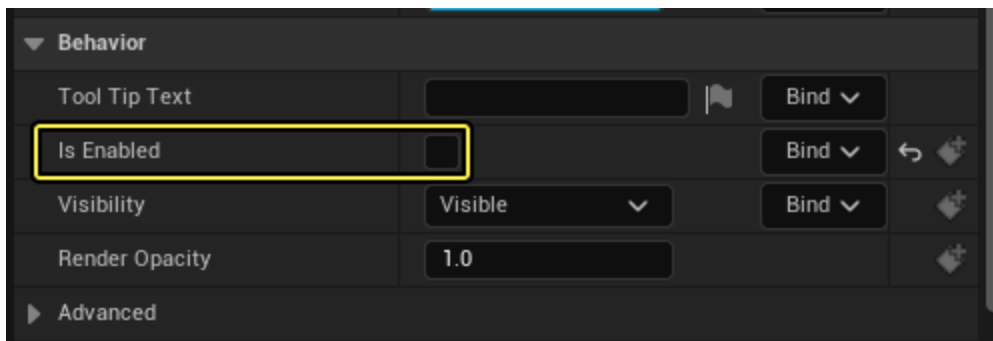 Behavior
Tool Tip Text Bind
Is Enabled Bind
Visibility Visible Bind
Render Opacity 1.0
Advanced